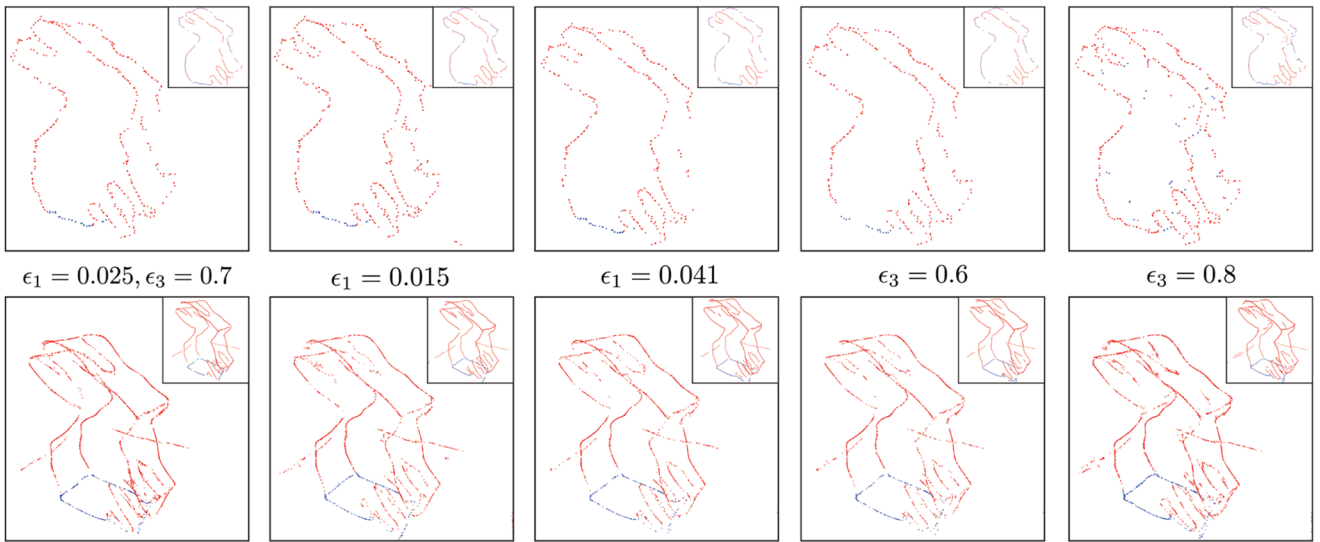 ϵ₁ = 0.025, ϵ₃ = 0.7
ϵ₁ = 0.015
ϵ₁ = 0.041
ϵ₃ = 0.6
ϵ₃ = 0.8